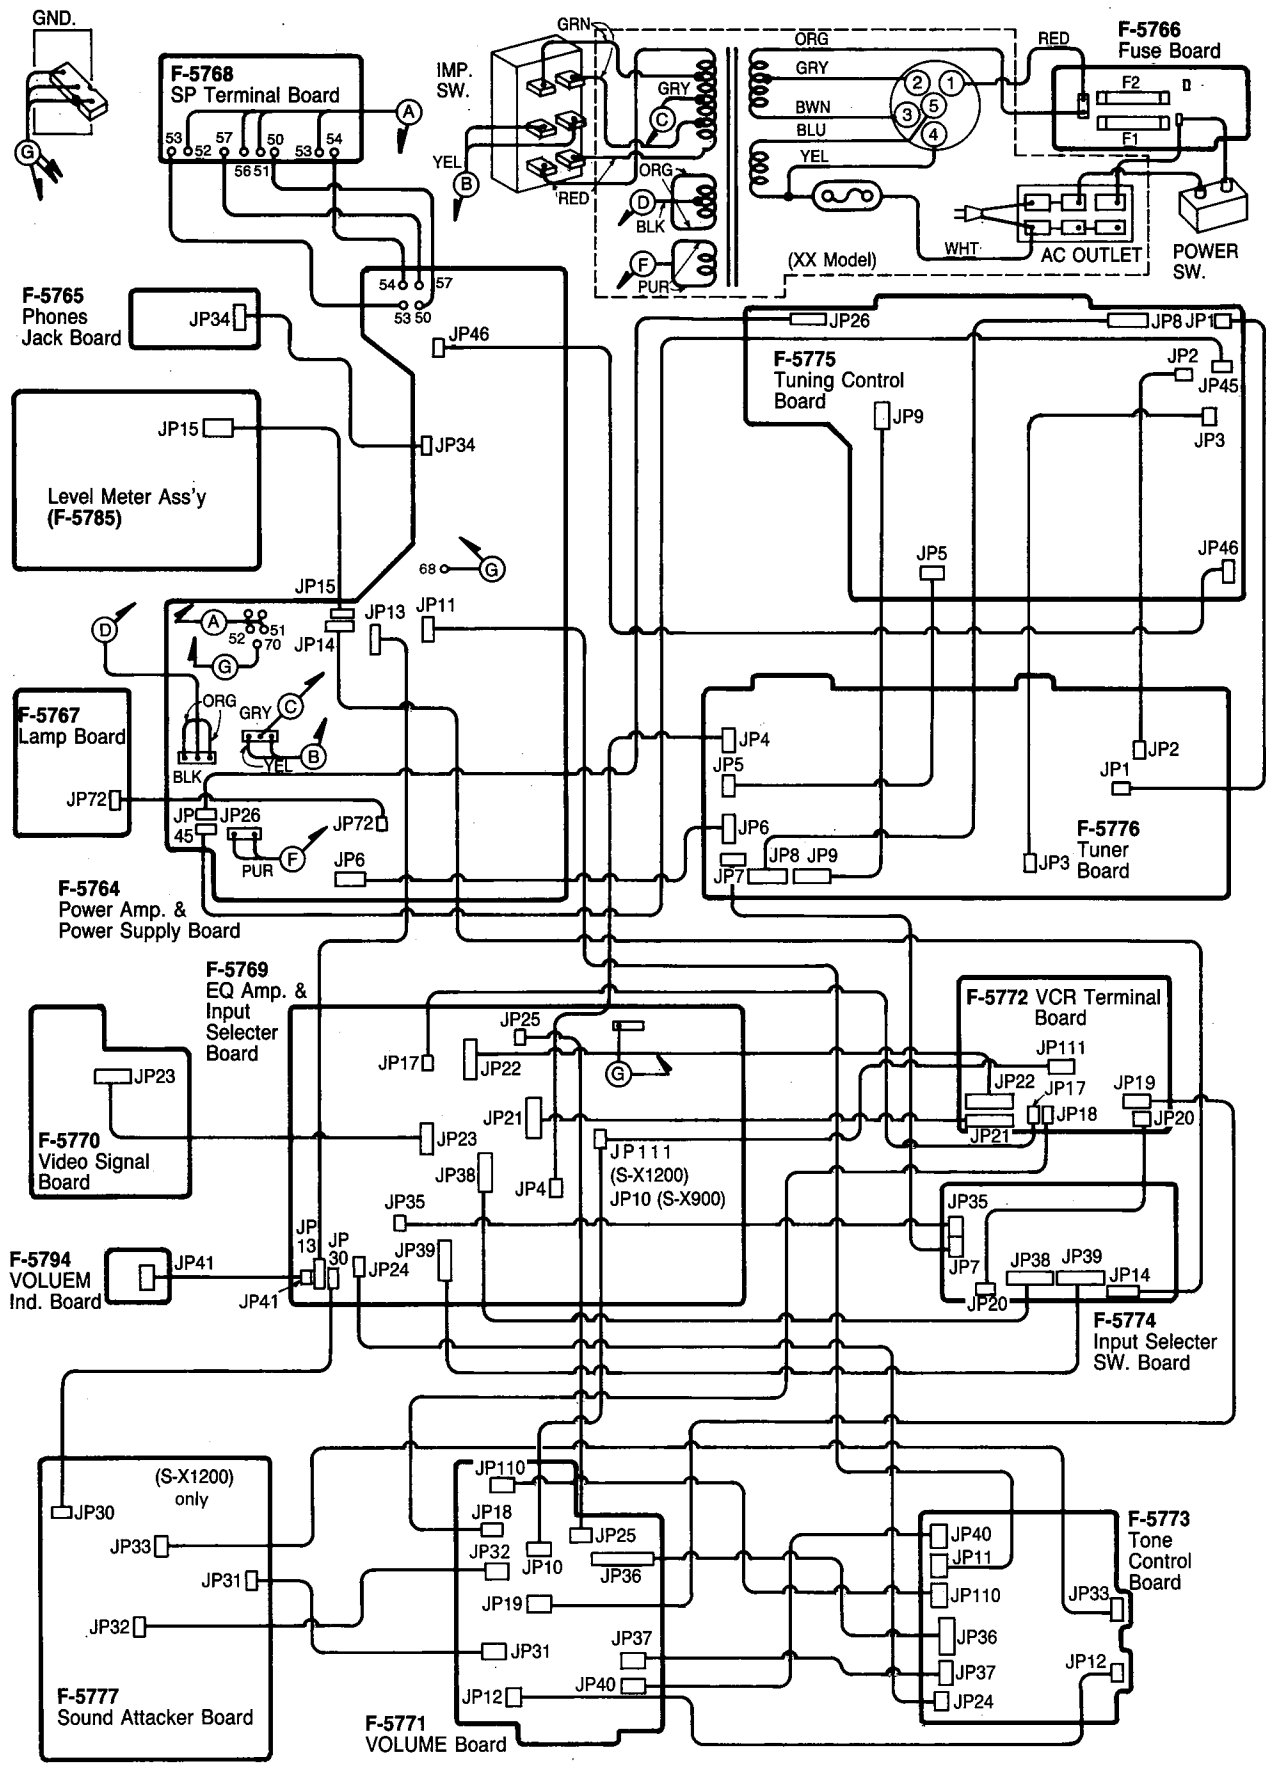 GND.
G
F-5768
SP Terminal Board
A
53
52
57
56
51
50
53
54
IMP.
SW.
GRN
YEL
B
RED
GRY
C
ORG
D
BLK
F
PUR
ORG
GRY
BWN
BLU
YEL
2
1
5
3
4
WHT
(XX Model)
RED
F-5766
Fuse Board
F2
F1
AC OUTLET
POWER
SW.
54
57
53
50
F-5765
Phones
Jack Board
JP34
JP46
JP26
JP8
JP1
JP2
JP45
F-5775
Tuning Control
Board
JP9
JP3
JP5
JP46
JP15
Level Meter Ass'y
(F-5785)
JP34
68
G
JP15
JP14
JP13
JP11
D
A
52
51
70
G
ORG
BLK
GRY
C
B
YEL
F-5767
Lamp Board
JP72
JP
45
JP26
JP72
PUR
F
JP6
F-5764
Power Amp. &
Power Supply Board
JP4
JP5
JP6
JP7
JP8
JP9
JP2
JP1
JP3
F-5776
Tuner
Board
F-5769
EQ Amp. &
Input
Selecter
Board
JP25
JP17
JP22
G
JP21
JP23
JP38
JP111
(S-X1200)
JP10 (S-X900)
JP4
JP35
JP
13
JP
30
JP24
JP39
JP41
F-5772 VCR Terminal
Board
JP111
JP22
JP17
JP19
JP18
JP21
JP20
JP23
F-5770
Video Signal
Board
JP35
JP7
JP38
JP39
JP14
JP20
F-5774
Input Selecter
SW. Board
F-5794
VOLUEM
Ind. Board
JP41
(S-X1200)
only
JP30
JP33
JP31
JP32
F-5777
Sound Attacker Board
JP110
JP18
JP25
JP32
JP10
JP36
JP19
JP31
JP37
JP40
JP12
F-5771
VOLUME Board
JP40
JP11
JP110
JP33
JP36
JP37
JP12
JP24
F-5773
Tone
Control
Board